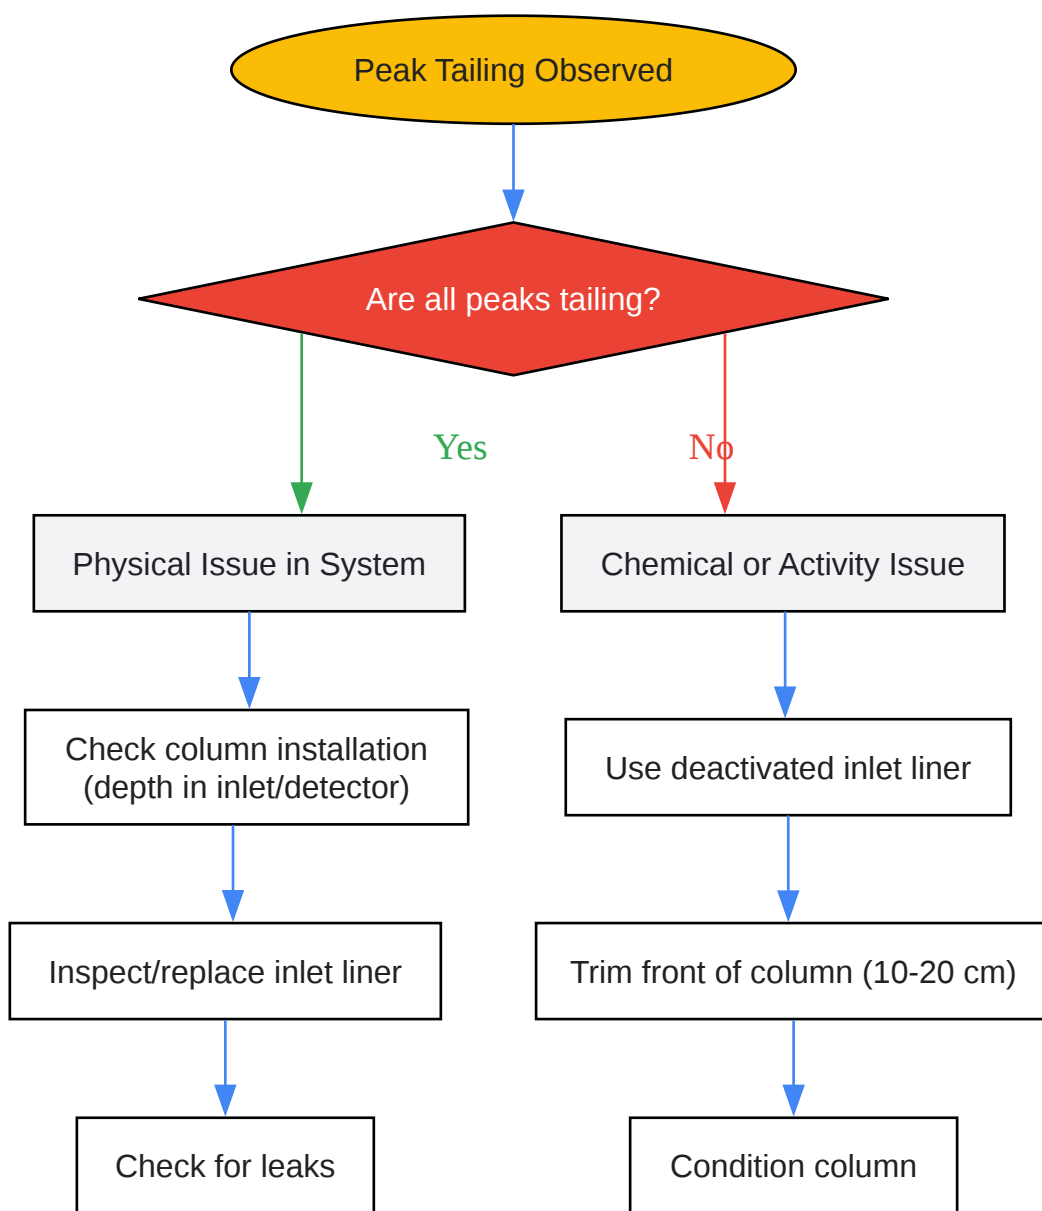 Peak Tailing Observed
Are all peaks tailing?
Yes
No
Physical Issue in System
Chemical or Activity Issue
Check column installation
(depth in inlet/detector)
Use deactivated inlet liner
Inspect/replace inlet liner
Trim front of column (10-20 cm)
Check for leaks
Condition column